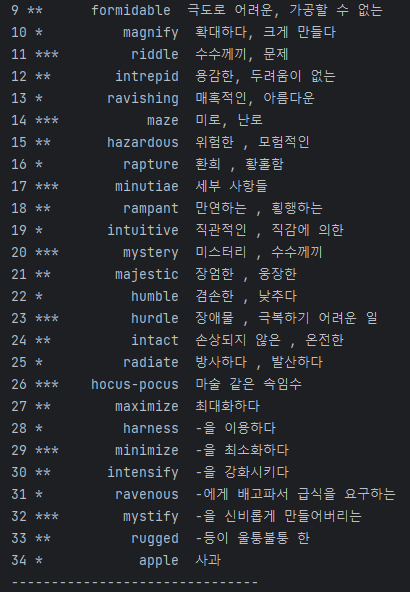 9 ** formidable 극도로 어려운, 가공할 수 없는
10 * magnify 확대하다, 크게 만들다
11 *** riddle 수수께끼, 문제
12 ** intrepid 용감한, 두려움이 없는
13 * ravishing 매혹적인, 아름다운
14 *** maze 미로, 난로
15 ** hazardous 위험한 , 모험적인
16 * rapture 환희 , 황홀함
17 *** minutiae 세부 사항들
18 ** rampant 만연하는 , 횡행하는
19 * intuitive 직관적인 , 직감에 의한
20 *** mystery 미스터리 , 수수께끼
21 ** majestic 장엄한 , 웅장한
22 * humble 겸손한 , 낮추다
23 *** hurdle 장애물 , 극복하기 어려운 일
24 ** intact 손상되지 않은 , 온전한
25 * radiate 방사하다 , 발산하다
26 *** hocus-pocus 마술 같은 속임수
27 ** maximize 최대화하다
28 * harness -을 이용하다
29 *** minimize -을 최소화하다
30 ** intensify -을 강화시키다
31 * ravenous -에게 배고파서 급식을 요구하는
32 *** mystify -을 신비롭게 만들어버리는
33 ** rugged -등이 울퉁불퉁 한
34 * apple 사과
-------------------------------